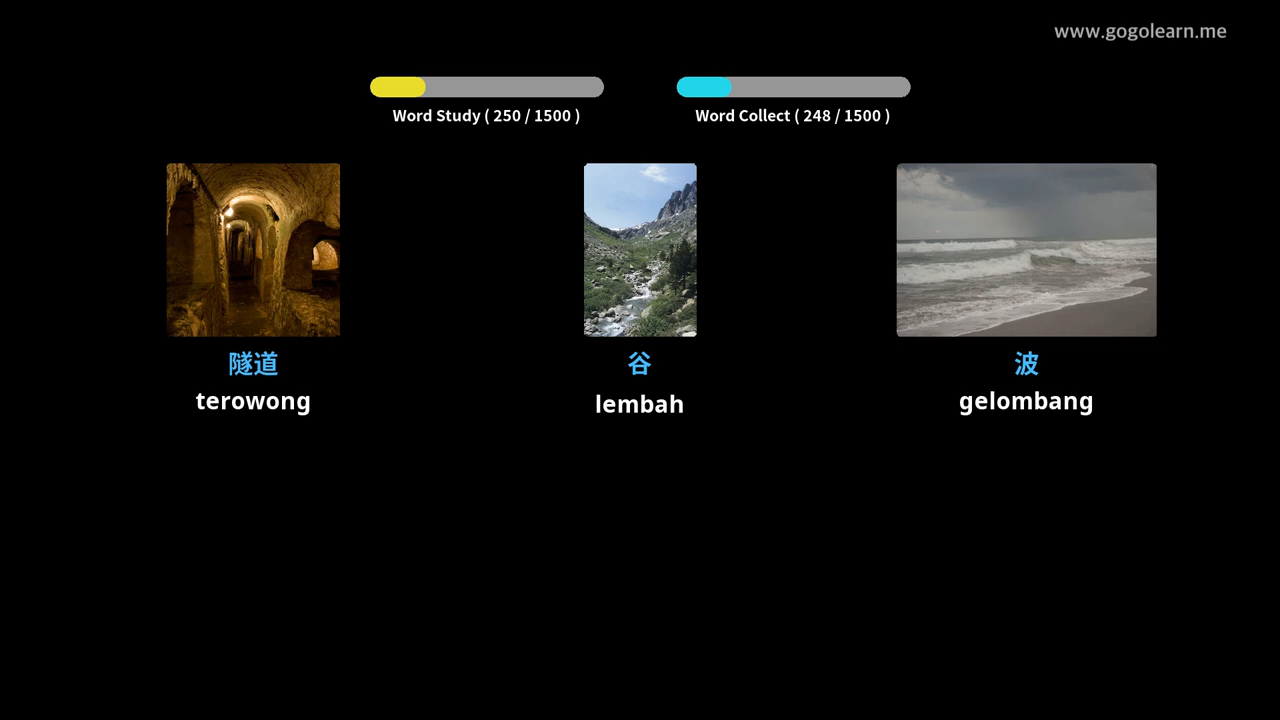 www.gogolearn.me
Word Study ( 250 / 1500 )
Word Collect ( 248 / 1500 )
隧道
谷
波
terowong
lembah
gelombang